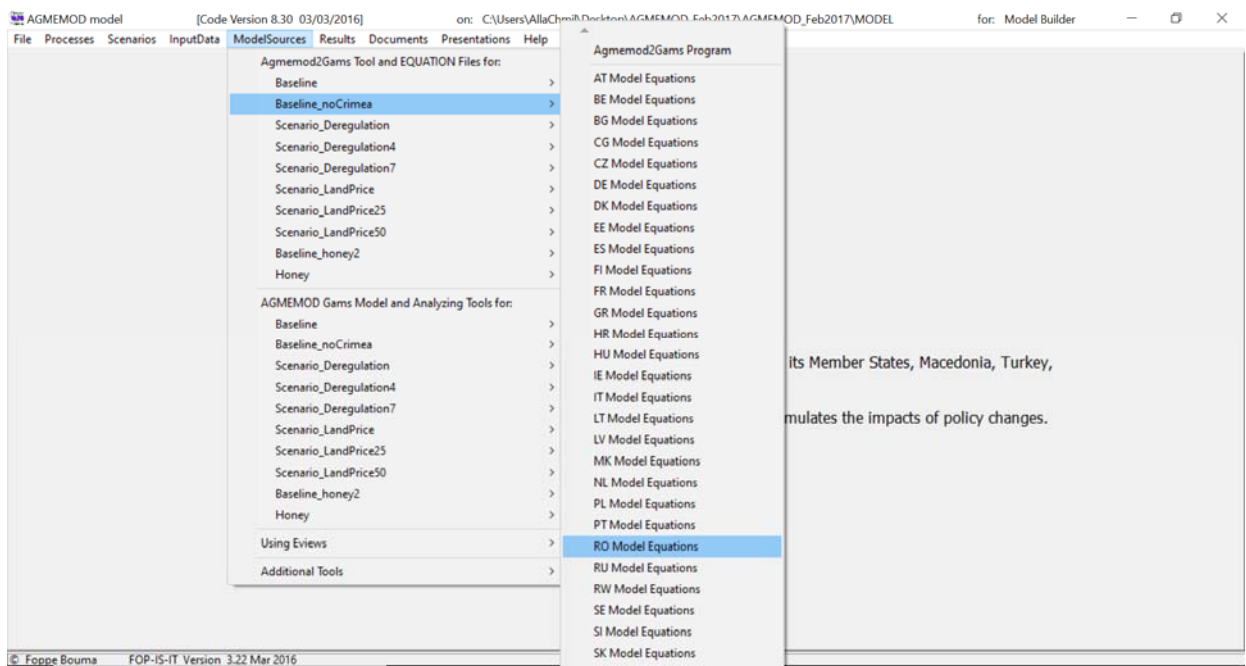 AGMEMOD model [Code Version 8.30 03/03/2016] on: C:\Users\AllaChmil\Desktop\AGMEMOD_Feb2017\AGMEMOD_Feb2017\MODEL for: Model Builder
File Processes Scenarios InputData ModelSources Results Documents Presentations Help
Agmemod2Gams Tool and EQUATION Files for:
Baseline
Baseline_noCrimea
Scenario_Deregulation
Scenario_Deregulation4
Scenario_Deregulation7
Scenario_LandPrice
Scenario_LandPrice25
Scenario_LandPrice50
Baseline_honey2
Honey
AGMEMOD Gams Model and Analyzing Tools for:
Baseline
Baseline_noCrimea
Scenario_Deregulation
Scenario_Deregulation4
Scenario_Deregulation7
Scenario_LandPrice
Scenario_LandPrice25
Scenario_LandPrice50
Baseline_honey2
Honey
Using Eviews
Additional Tools
Agmemod2Gams Program
AT Model Equations
BE Model Equations
BG Model Equations
CG Model Equations
CZ Model Equations
DE Model Equations
DK Model Equations
EE Model Equations
ES Model Equations
FI Model Equations
FR Model Equations
GR Model Equations
HR Model Equations
HU Model Equations
IE Model Equations
IT Model Equations
LT Model Equations
LV Model Equations
MK Model Equations
NL Model Equations
PL Model Equations
PT Model Equations
RO Model Equations
RU Model Equations
RW Model Equations
SE Model Equations
SI Model Equations
SK Model Equations
its Member States, Macedonia, Turkey,
mulates the impacts of policy changes.
© Foppe Bouma FOP-IS-IT Version 3.22 Mar 2016